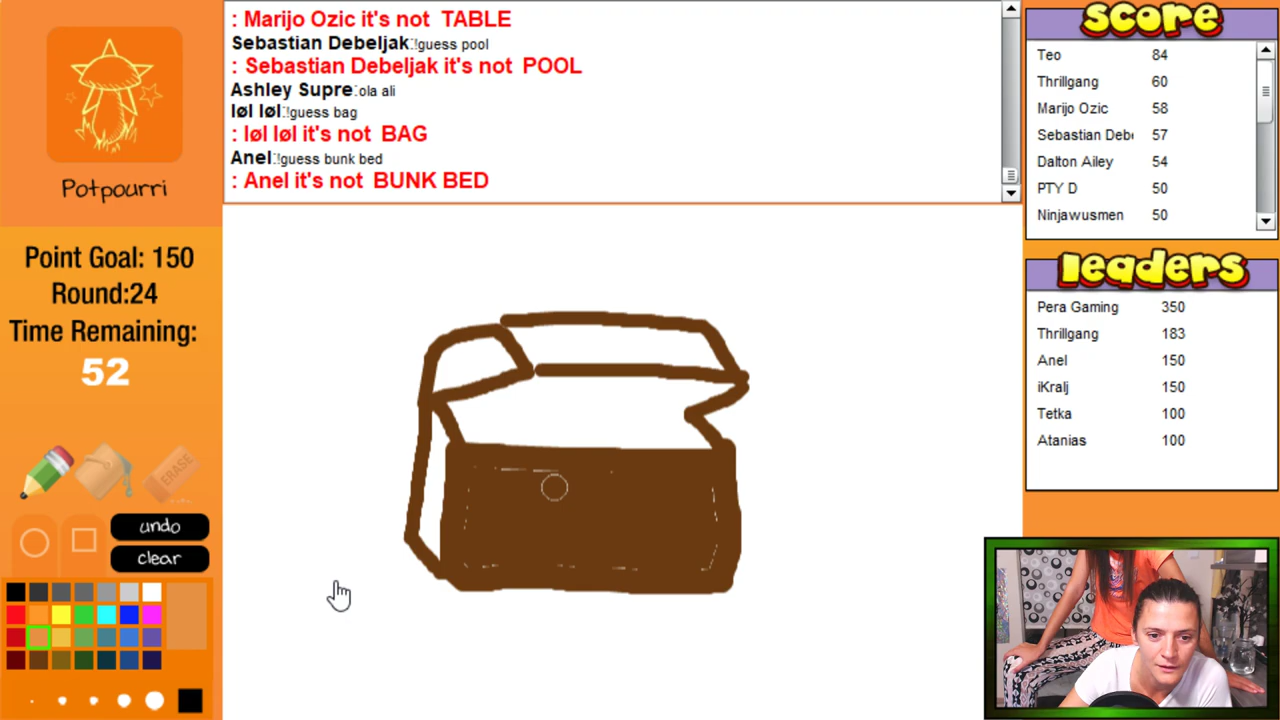 : Marijo Ozic it's not TABLE
Sebastian Debeljak:!guess pool
: Sebastian Debeljak it's not POOL
Ashley Supre:ola ali
løl løl:!guess bag
: løl løl it's not BAG
Anel:!guess bunk bed
: Anel it's not BUNK BED
Potpourri
Point Goal: 150
Round:24
Time Remaining:
52
ERASE
undo
clear
score
Teo 84
Thrillgang 60
Marijo Ozic 58
Sebastian Debe 57
Dalton Ailey 54
PTY D 50
Ninjawusmen 50
leaders
Pera Gaming 350
Thrillgang 183
Anel 150
iKralj 150
Tetka 100
Atanias 100